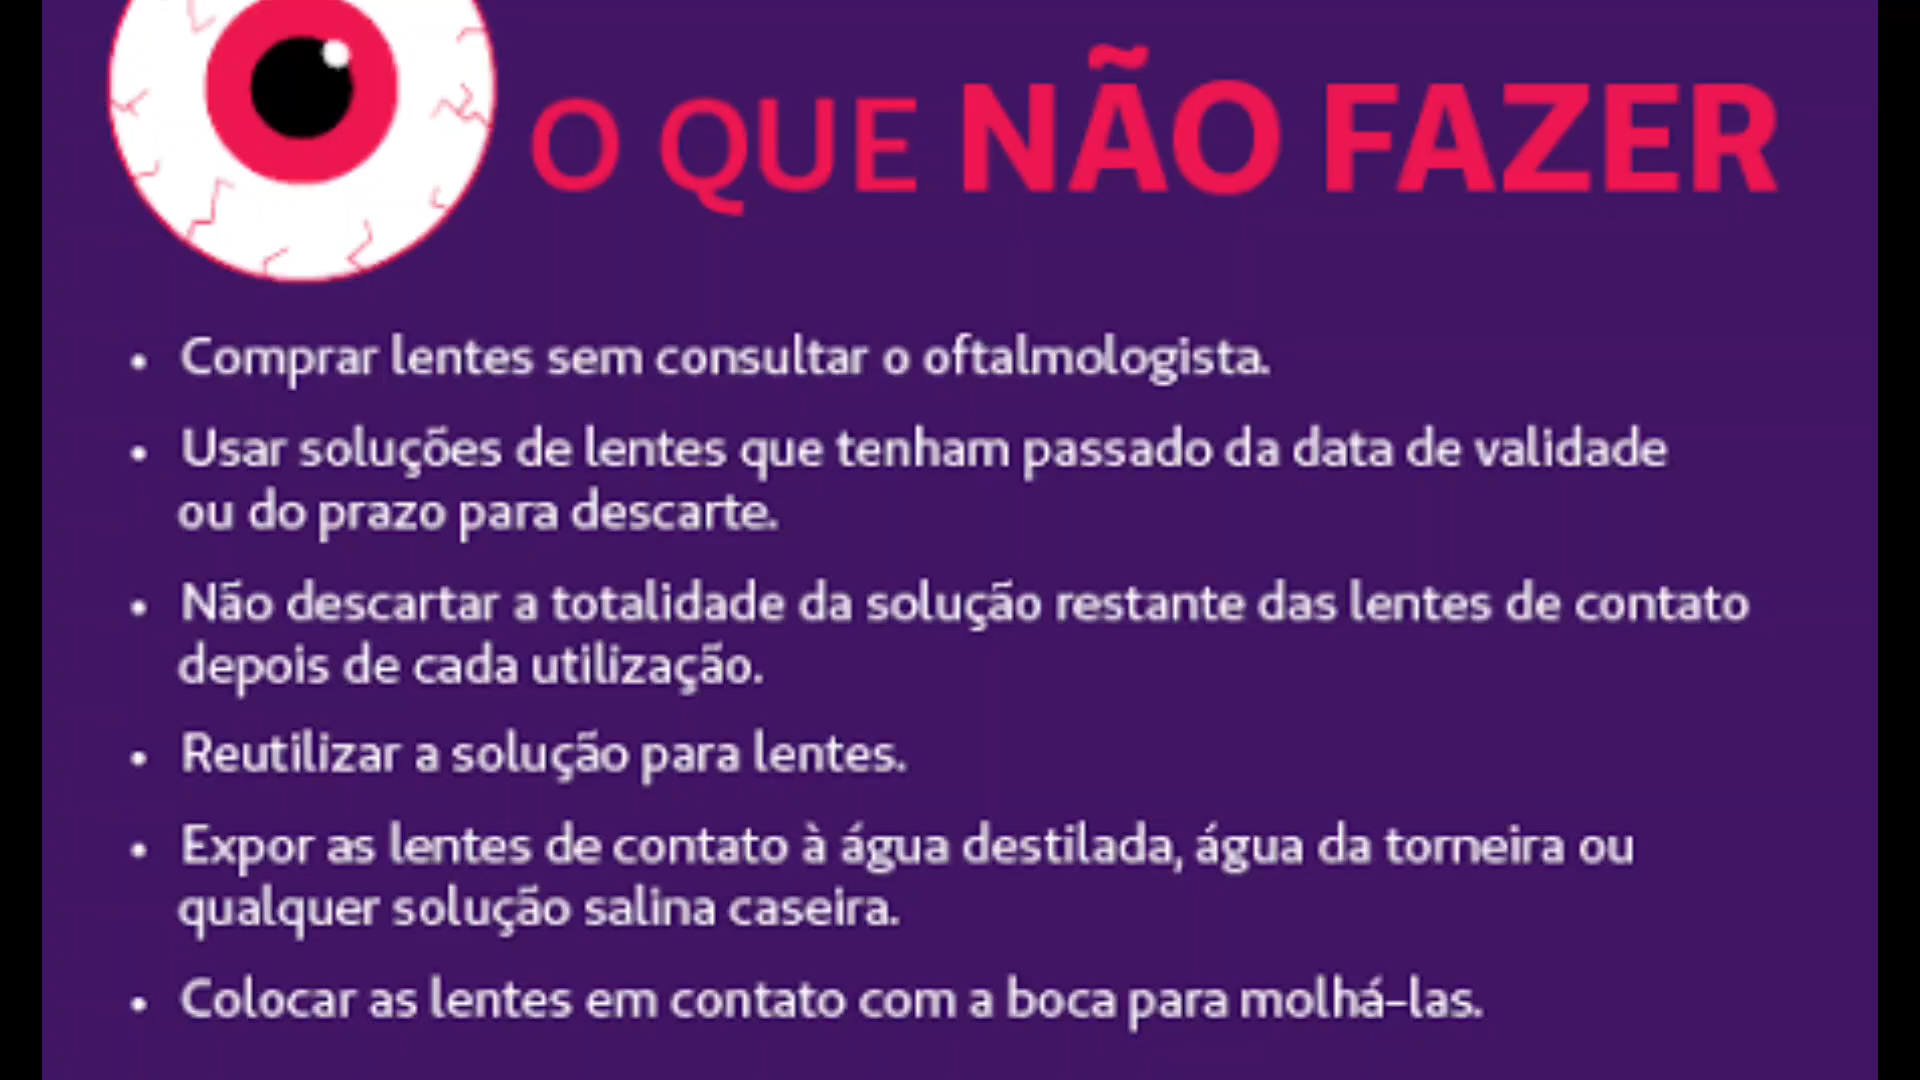 O QUE NÃO FAZER
• Comprar lentes sem consultar o oftalmologista.
• Usar soluções de lentes que tenham passado da data de validade
ou do prazo para descarte.
• Não descartar a totalidade da solução restante das lentes de contato
depois de cada utilização.
• Reutilizar a solução para lentes.
• Expor as lentes de contato à água destilada, água da torneira ou
qualquer solução salina caseira.
• Colocar as lentes em contato com a boca para molhá-las.